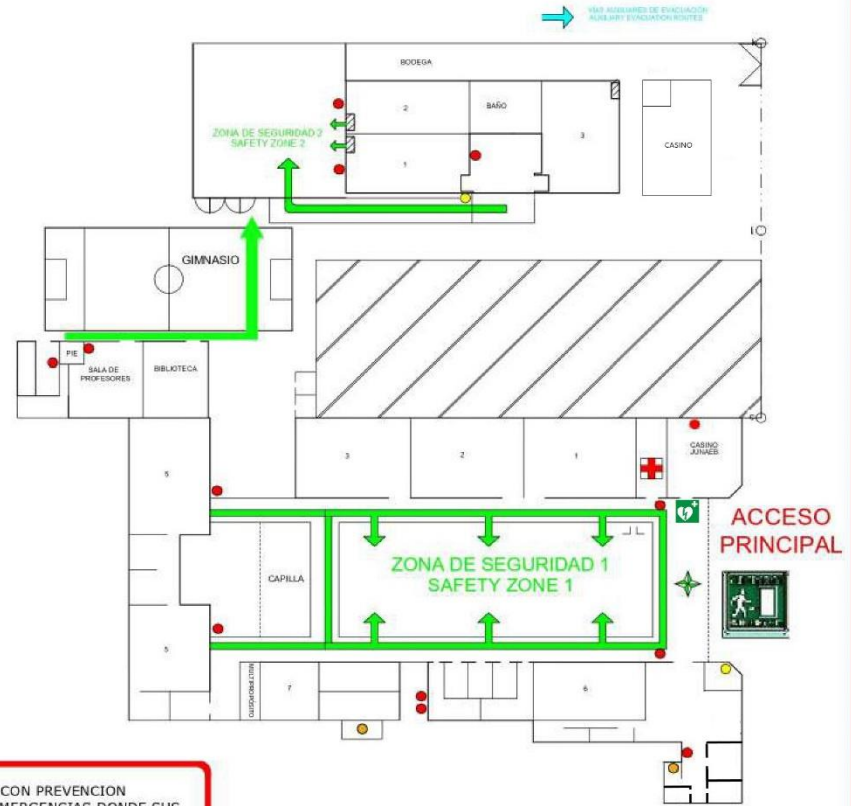 VIAS AUXILIARES DE EVACUACIÓN
AUXILIARY EVACUATION ROUTES
BODEGA
2
BAÑO
3
CASINO
ZONA DE SEGURIDAD 2
SAFETY ZONE 2
1
GIMNASIO
PIE
SALA DE
PROFESORES
BIBLIOTECA
3
2
1
CASINO
JUNAEB
5
ACCESO
PRINCIPAL
ZONA DE SEGURIDAD 1
SAFETY ZONE 1
CAPILLA
5
MULTIPROPÓSITO
7
6
CON PREVENCION
MERGENCIAS DONDE SUS